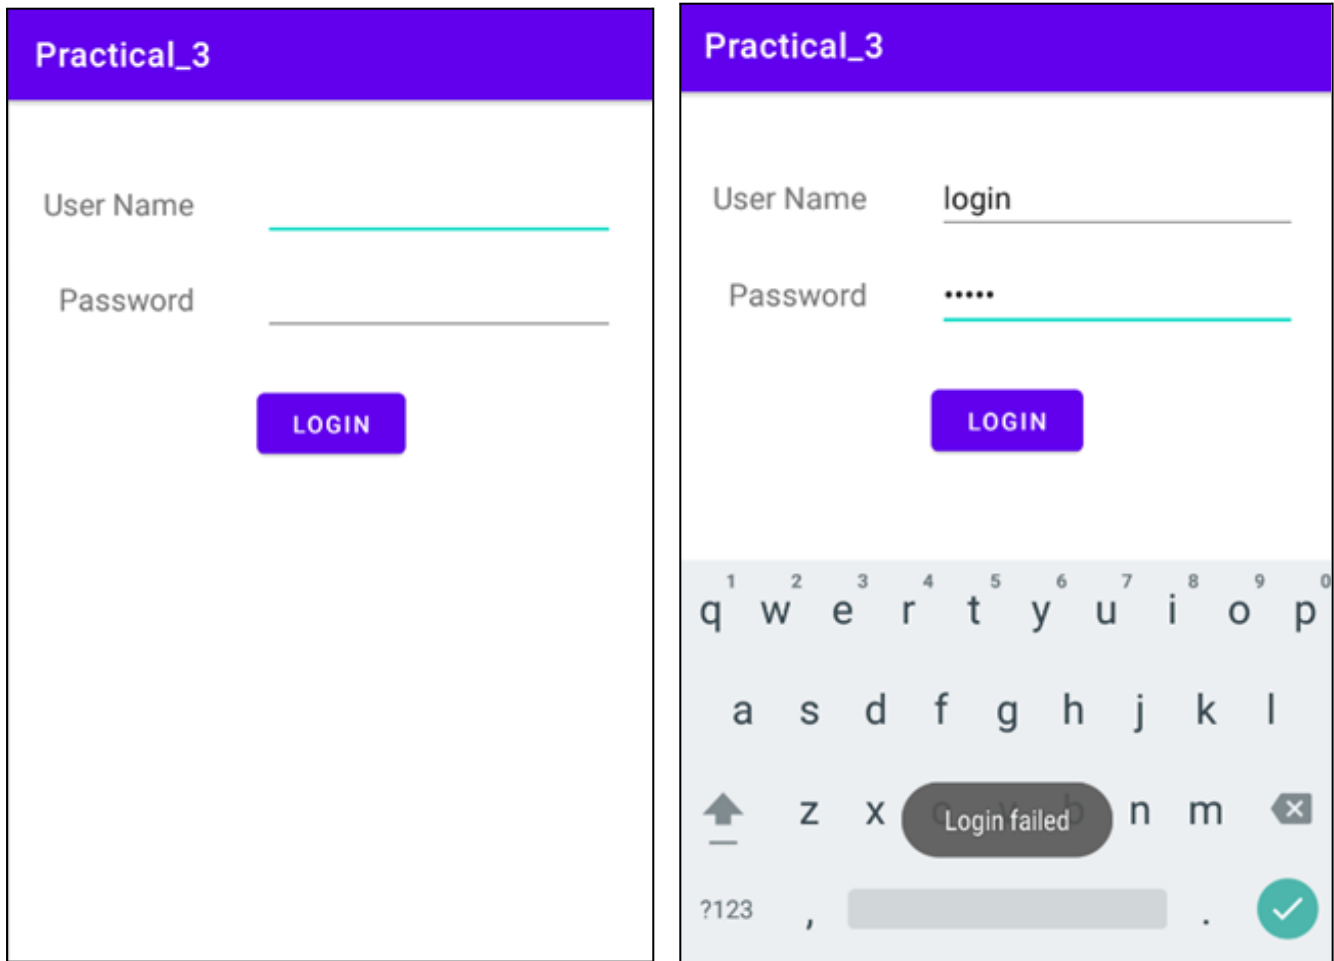 Practical_3
User Name
Password
LOGIN
Practical_3
User Name login
Password •••••
LOGIN
1 2 3 4 5 6 7 8 9 0
q w e r t y u i o p
a s d f g h j k l
z x c v b n m
Login failed
?123 , .